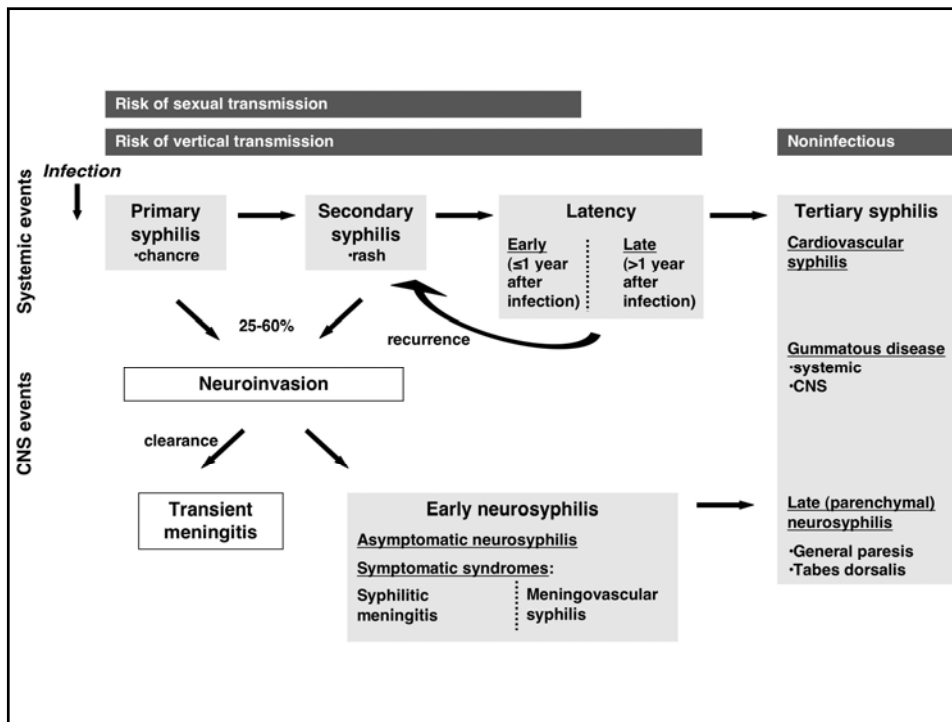 Risk of sexual transmission
Risk of vertical transmission
Noninfectious
Infection
Systemic events
Primary
syphilis
·chancre
Secondary
syphilis
·rash
Latency
Early
(≤1 year
after
infection)
Late
(>1 year
after
infection)
Tertiary syphilis
Cardiovascular
syphilis
25-60%
recurrence
Gummatous disease
·systemic
·CNS
CNS events
Neuroinvasion
clearance
Transient
meningitis
Early neurosyphilis
Asymptomatic neurosyphilis
Symptomatic syndromes:
Syphilitic
meningitis
Meningovascular
syphilis
Late (parenchymal)
neurosyphilis
·General paresis
·Tabes dorsalis